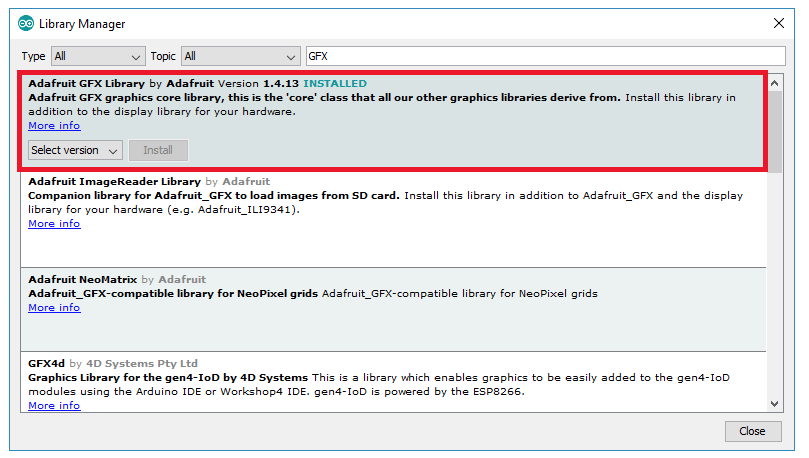 Library Manager
Type All Topic All GFX
Adafruit GFX Library by Adafruit Version 1.4.13 INSTALLED
Adafruit GFX graphics core library, this is the 'core' class that all our other graphics libraries derive from. Install this library in
addition to the display library for your hardware.
More info
Select version Install
Adafruit ImageReader Library by Adafruit
Companion library for Adafruit_GFX to load images from SD card. Install this library in addition to Adafruit_GFX and the display
library for your hardware (e.g. Adafruit_ILI9341).
More info
Adafruit NeoMatrix by Adafruit
Adafruit_GFX-compatible library for NeoPixel grids Adafruit_GFX-compatible library for NeoPixel grids
More info
GFX4d by 4D Systems Pty Ltd
Graphics Library for the gen4-IoD by 4D Systems This is a library which enables graphics to be easily added to the gen4-IoD
modules using the Arduino IDE or Workshop4 IDE. gen4-IoD is powered by the ESP8266.
More info
Close